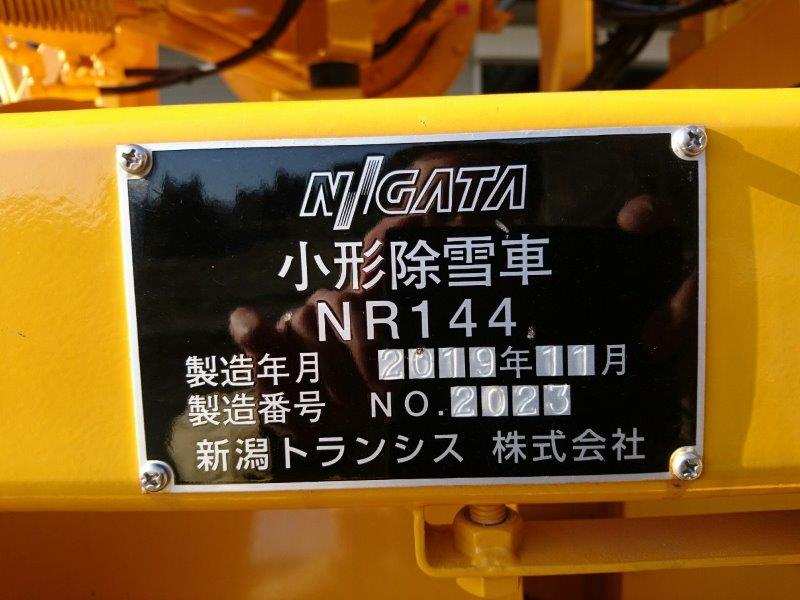 NIIGATA
小形除雪車
NR144
製造年月 2019年11月
製造番号 NO.2023
新潟トランシス 株式会社